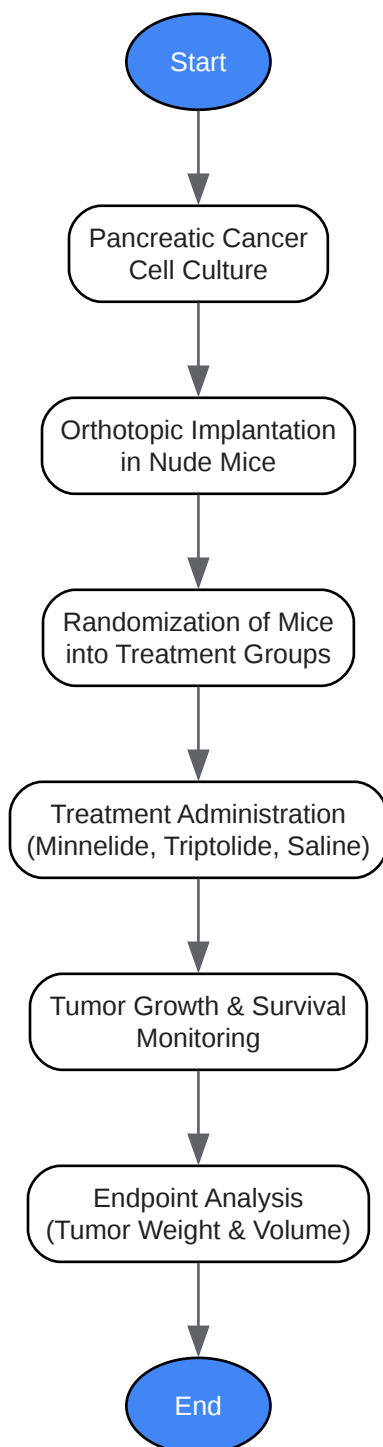 Start
Pancreatic Cancer
Cell Culture
Orthotopic Implantation
in Nude Mice
Randomization of Mice
into Treatment Groups
Treatment Administration
(Minnelide, Triptolide, Saline)
Tumor Growth & Survival
Monitoring
Endpoint Analysis
(Tumor Weight & Volume)
End